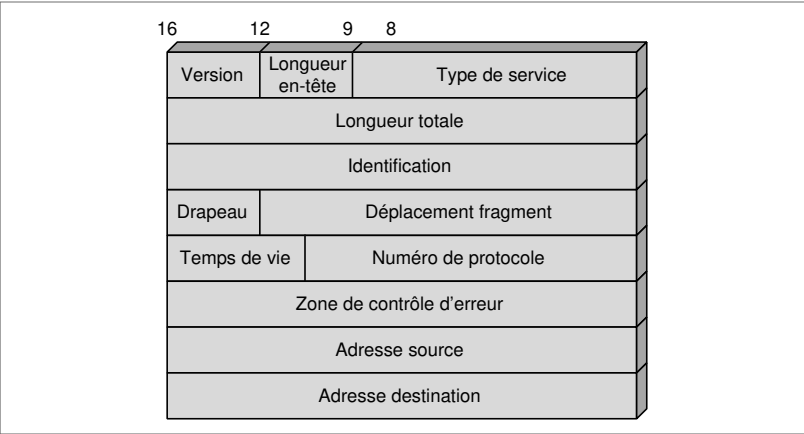 16 12 9 8
Version Longueur en-tête Type de service
Longueur totale
Identification
Drapeau Déplacement fragment
Temps de vie Numéro de protocole
Zone de contrôle d’erreur
Adresse source
Adresse destination